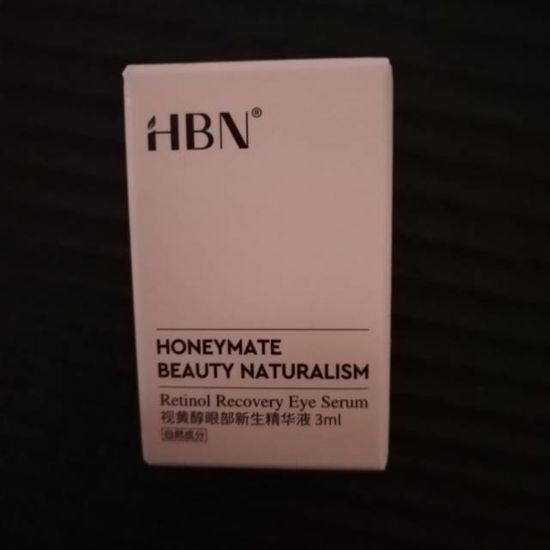 HBN®
HONEYMATE
BEAUTY NATURALISM
Retinol Recovery Eye Serum
视黄醇眼部新生精华液 3ml
自然成分